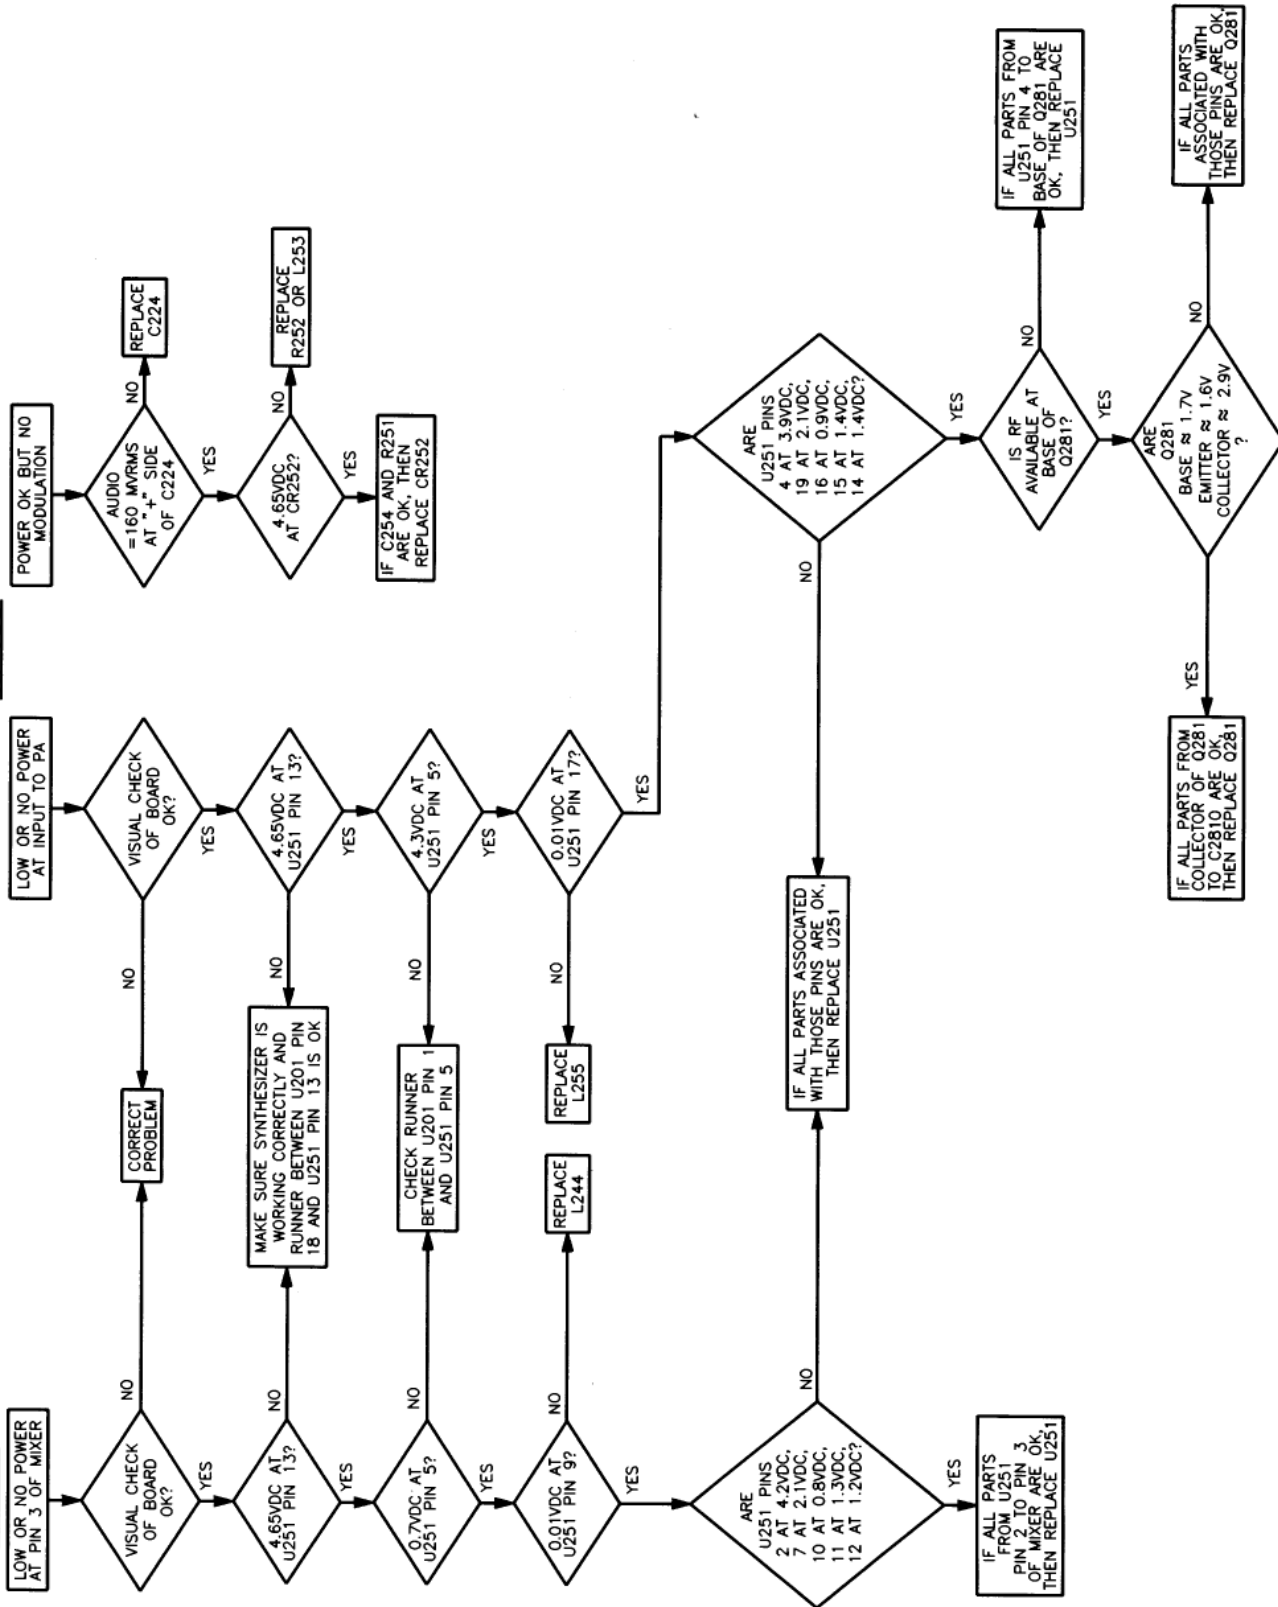 LOW OR NO POWER
AT PIN 3 OF MIXER
VISUAL CHECK
OF BOARD
OK?
NO
YES
CORRECT
PROBLEM
4.65VDC AT
U251 PIN 13?
NO
YES
MAKE SURE SYNTHESIZER IS
WORKING CORRECTLY AND
RUNNER BETWEEN U201 PIN
18 AND U251 PIN 13 IS OK
0.7VDC AT
U251 PIN 5?
NO
YES
CHECK RUNNER
BETWEEN U201 PIN 1
AND U251 PIN 5
0.01VDC AT
U251 PIN 9?
NO
YES
REPLACE
L244
ARE
U251 PINS
2 AT 4.2VDC,
7 AT 2.1VDC,
10 AT 0.8VDC,
11 AT 1.3VDC,
12 AT 1.2VDC?
NO
YES
IF ALL PARTS ASSOCIATED
WITH THOSE PINS ARE OK,
THEN REPLACE U251
IF ALL PARTS
FROM U251
PIN 2 TO PIN 3
OF MIXER ARE OK,
THEN REPLACE U251
LOW OR NO POWER
AT INPUT TO PA
VISUAL CHECK
OF BOARD
OK?
NO
YES
4.65VDC AT
U251 PIN 13?
NO
YES
4.3VDC AT
U251 PIN 5?
NO
YES
0.01VDC AT
U251 PIN 17?
NO
YES
REPLACE
L255
ARE
U251 PINS
4 AT 3.9VDC,
19 AT 2.1VDC,
16 AT 0.9VDC,
15 AT 1.4VDC,
14 AT 1.4VDC?
NO
YES
IS RF
AVAILABLE AT
BASE OF
Q281?
NO
YES
IF ALL PARTS FROM
U251 PIN 4 TO
BASE OF Q281 ARE
OK, THEN REPLACE
U251
ARE
Q281
BASE ≈ 1.7V
EMITTER ≈ 1.6V
COLLECTOR ≈ 2.9V
?
NO
YES
IF ALL PARTS
ASSOCIATED WITH
THOSE PINS ARE OK,
THEN REPLACE Q281
IF ALL PARTS FROM
COLLECTOR OF Q281
TO C2810 ARE OK,
THEN REPLACE Q281
POWER OK BUT NO
MODULATION
AUDIO
=160 MVRMS
AT "+" SIDE
OF C224
NO
YES
REPLACE
C224
4.65VDC
AT CR252?
NO
YES
REPLACE
R252 OR L253
IF C254 AND R251
ARE OK, THEN
REPLACE CR252